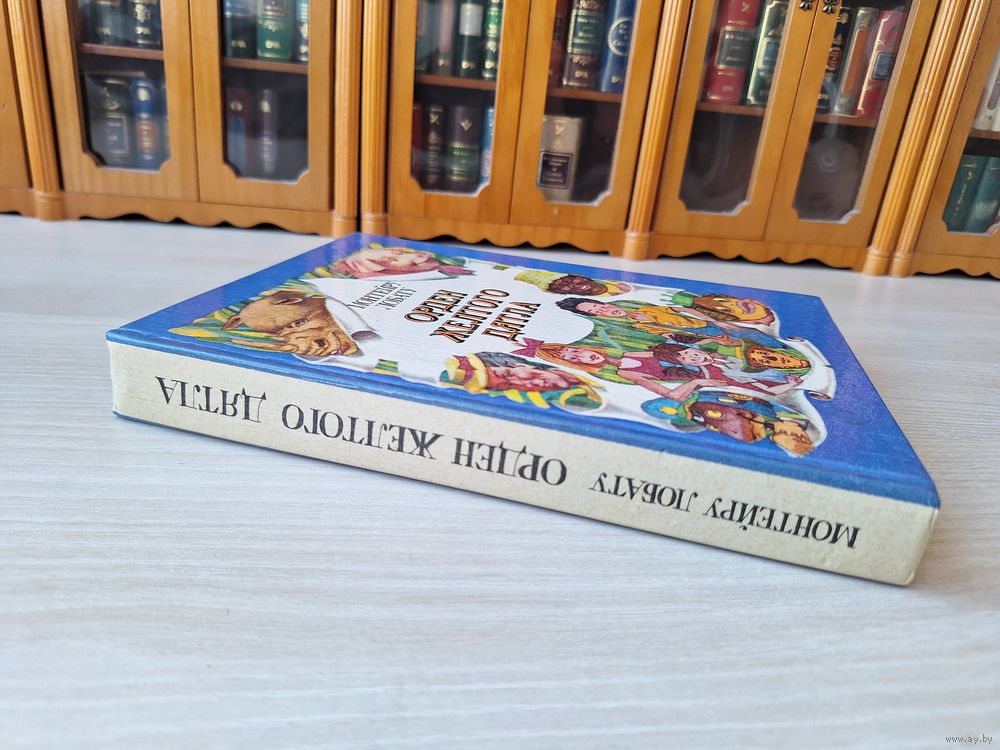 МОНТЕЙРУ
ЛОБАТУ
ОРДЕН
ЖЕЛТОГО
ДЯТЛА
МОНТЕЙРУ ЛОБАТУ ОРДЕН ЖЕЛТОГО ДЯТЛА
www.ay.by